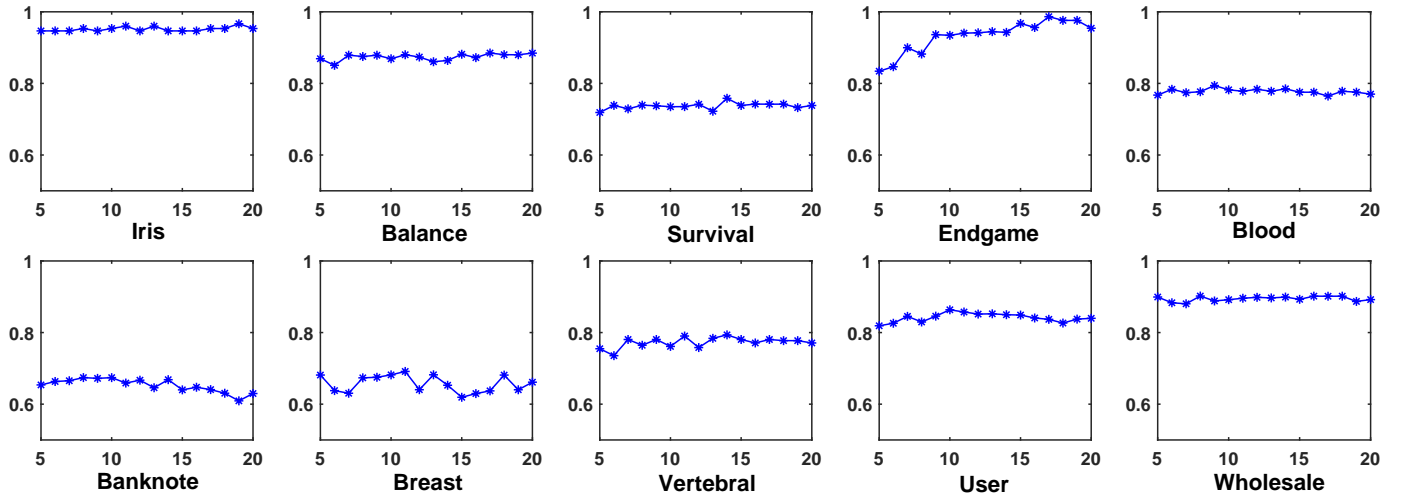 1 1 1 1 1
0.8 0.8 0.8 0.8 0.8
0.6 0.6 0.6 0.6 0.6
5 10 15 20 5 10 15 20 5 10 15 20 5 10 15 20 5 10 15 20
Iris Balance Survival Endgame Blood
1 1 1 1 1
0.8 0.8 0.8 0.8 0.8
0.6 0.6 0.6 0.6 0.6
5 10 15 20 5 10 15 20 5 10 15 20 5 10 15 20 5 10 15 20
Banknote Breast Vertebral User Wholesale